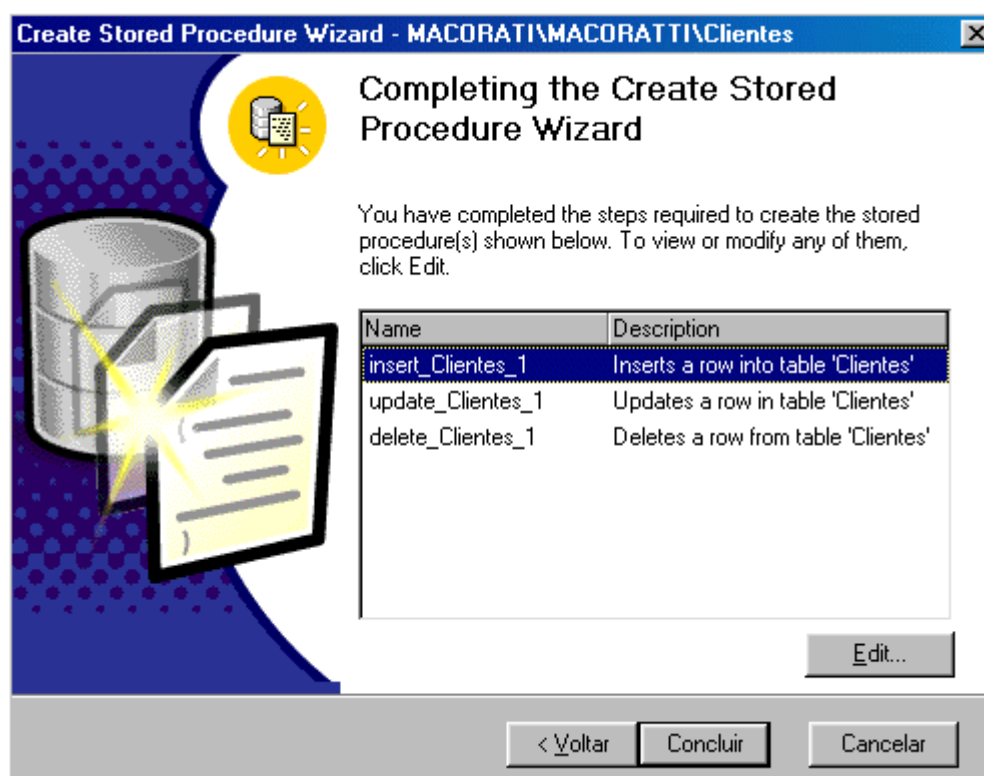 Create Stored Procedure Wizard - MACORATI\MACORATTI\Clientes
Completing the Create Stored
Procedure Wizard
You have completed the steps required to create the stored
procedure(s) shown below. To view or modify any of them,
click Edit.
Name Description
insert_Clientes_1 Inserts a row into table 'Clientes'
update_Clientes_1 Updates a row in table 'Clientes'
delete_Clientes_1 Deletes a row from table 'Clientes'
Edit...
< Voltar Concluir Cancelar